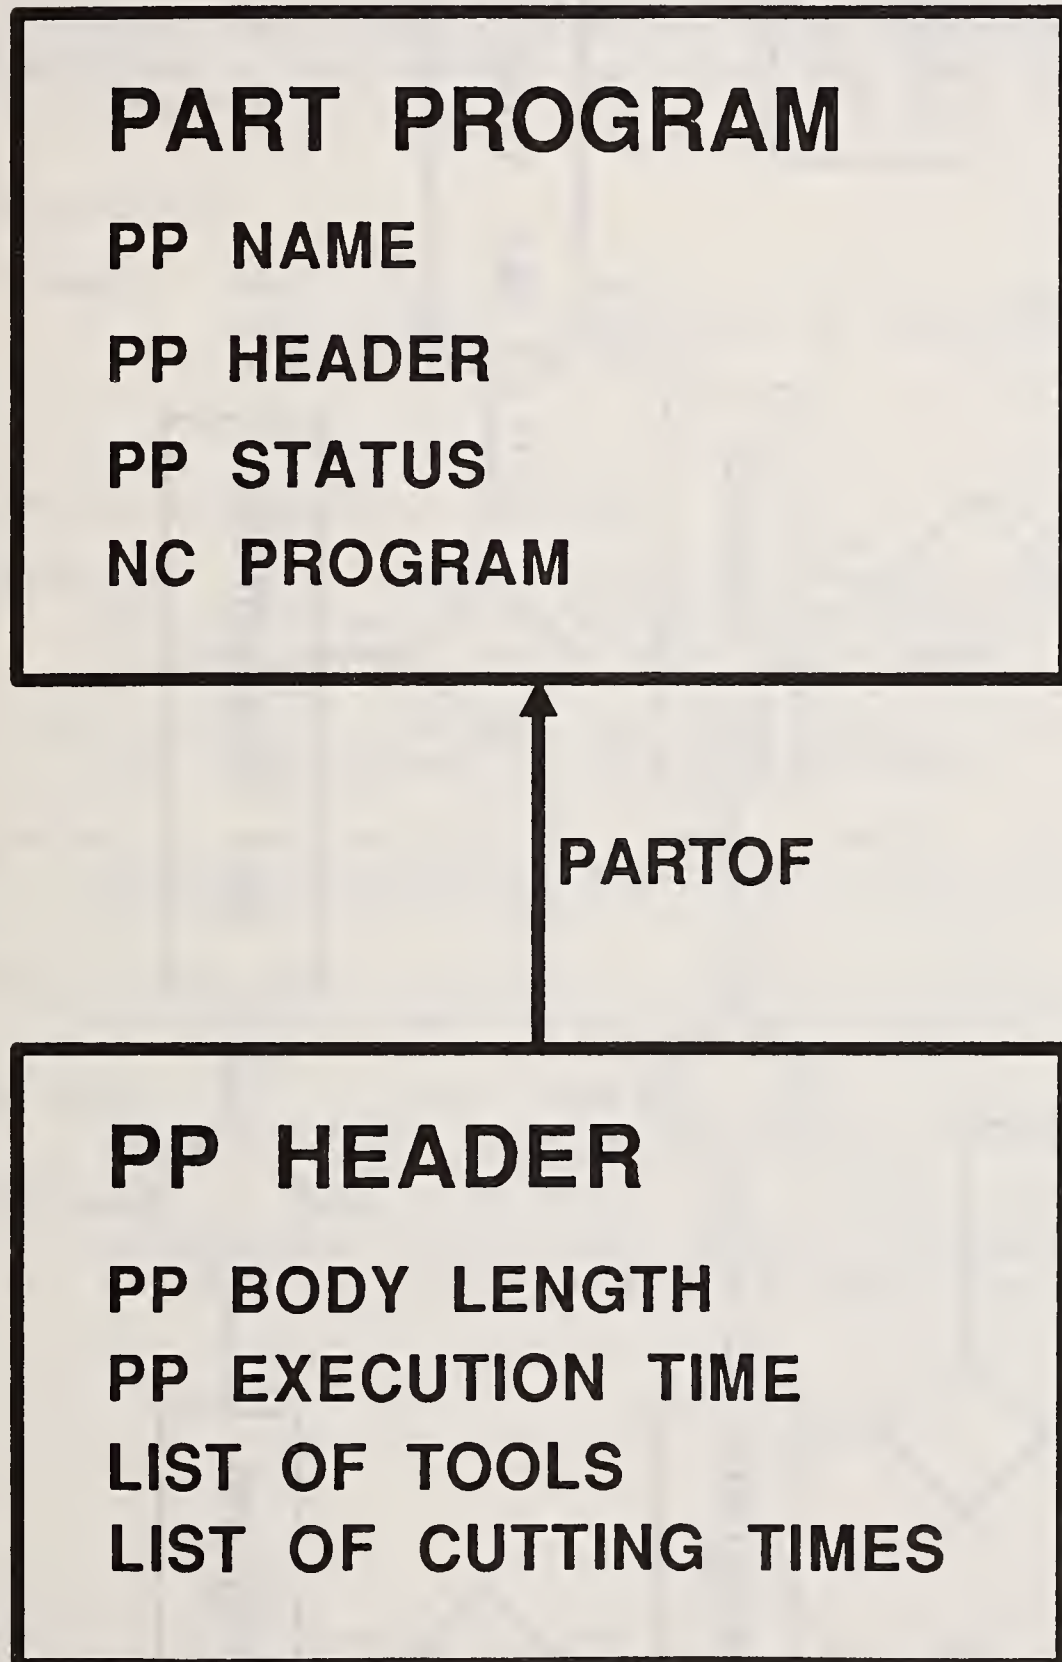 PART PROGRAM
PP NAME
PP HEADER
PP STATUS
NC PROGRAM
PARTOF
PP HEADER
PP BODY LENGTH
PP EXECUTION TIME
LIST OF TOOLS
LIST OF CUTTING TIMES